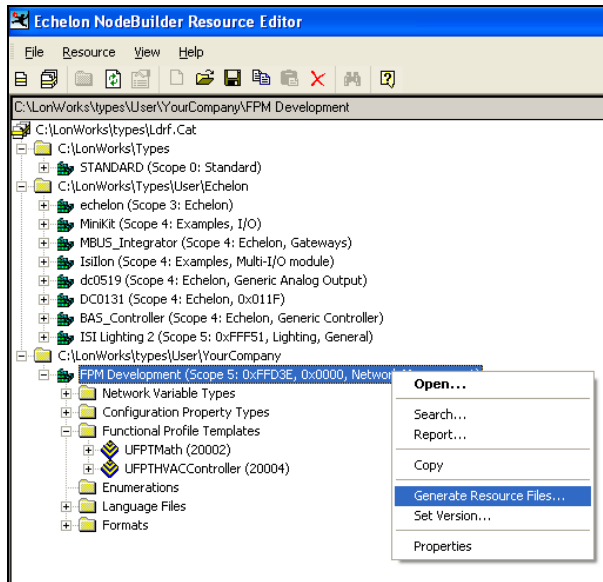 Echelon NodeBuilder Resource Editor
File Resource View Help
C:\LonWorks\types\User\YourCompany\FPM Development
C:\LonWorks\types\Ldrf.Cat
C:\LonWorks\Types
STANDARD (Scope 0: Standard)
C:\LonWorks\Types\User\Echelon
echelon (Scope 3: Echelon)
MiniKit (Scope 4: Examples, I/O)
MBUS_Integrator (Scope 4: Echelon, Gateways)
IsiIlon (Scope 4: Examples, Multi-I/O module)
dc0519 (Scope 4: Echelon, Generic Analog Output)
DC0131 (Scope 4: Echelon, 0x011F)
BAS_Controller (Scope 4: Echelon, Generic Controller)
ISI Lighting 2 (Scope 5: 0xFFF51, Lighting, General)
C:\LonWorks\types\User\YourCompany
FPM Development (Scope 5: 0xFFD3E, 0x0000,
Network Variable Types
Configuration Property Types
Functional Profile Templates
UFPTMath (20002)
UFPTHVACController (20004)
Enumerations
Language Files
Formats
Open...
Search...
Report...
Copy
Generate Resource Files...
Set Version...
Properties